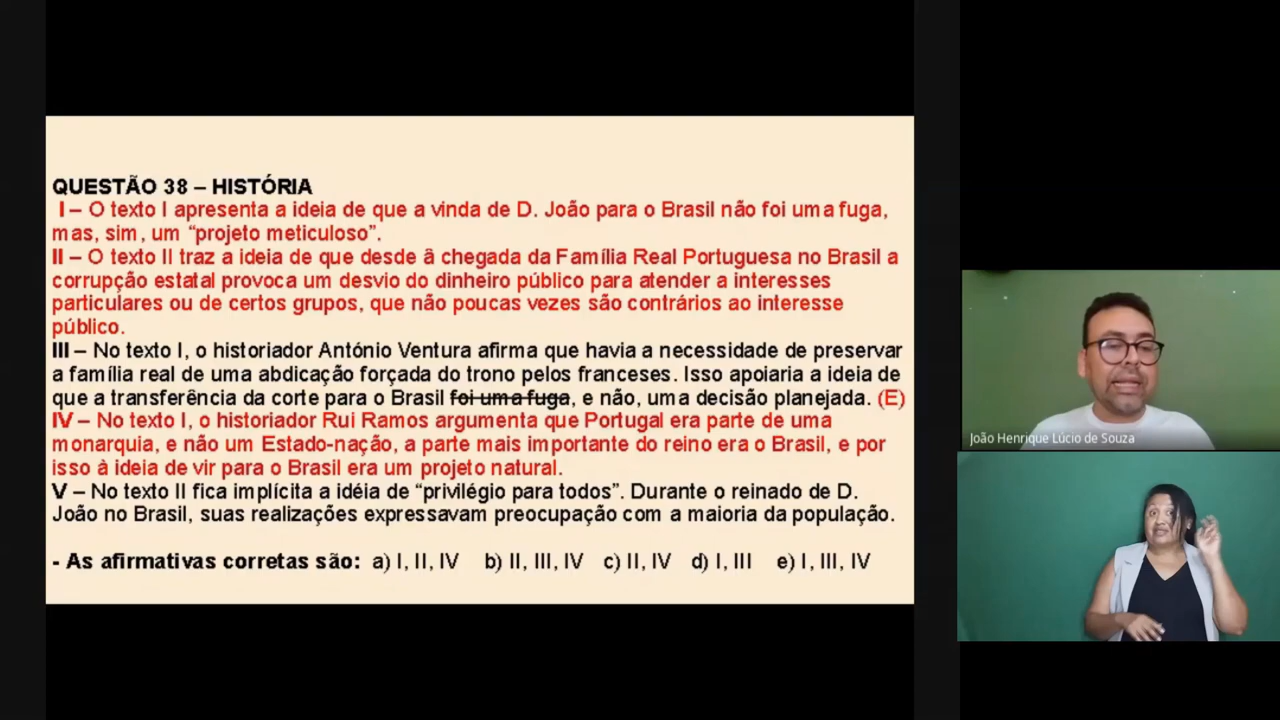 QUESTÃO 38 – HISTÓRIA
I – O texto I apresenta a ideia de que a vinda de D. João para o Brasil não foi uma fuga,
mas, sim, um “projeto meticuloso”.
II – O texto II traz a ideia de que desde â chegada da Família Real Portuguesa no Brasil a
corrupção estatal provoca um desvio do dinheiro público para atender a interesses
particulares ou de certos grupos, que não poucas vezes são contrários ao interesse
público.
III – No texto I, o historiador António Ventura afirma que havia a necessidade de preservar
a família real de uma abdicação forçada do trono pelos franceses. Isso apoiaria a ideia de
que a transferência da corte para o Brasil foi uma fuga, e não, uma decisão planejada. (E)
IV – No texto I, o historiador Rui Ramos argumenta que Portugal era parte de uma
monarquia, e não um Estado-nação, a parte mais importante do reino era o Brasil, e por
isso à ideia de vir para o Brasil era um projeto natural.
V – No texto II fica implícita a idéia de “privilégio para todos”. Durante o reinado de D.
João no Brasil, suas realizações expressavam preocupação com a maioria da população.
- As afirmativas corretas são: a) I, II, IV b) II, III, IV c) II, IV d) I, III e) I, III, IV
João Henrique Lúcio de Souza